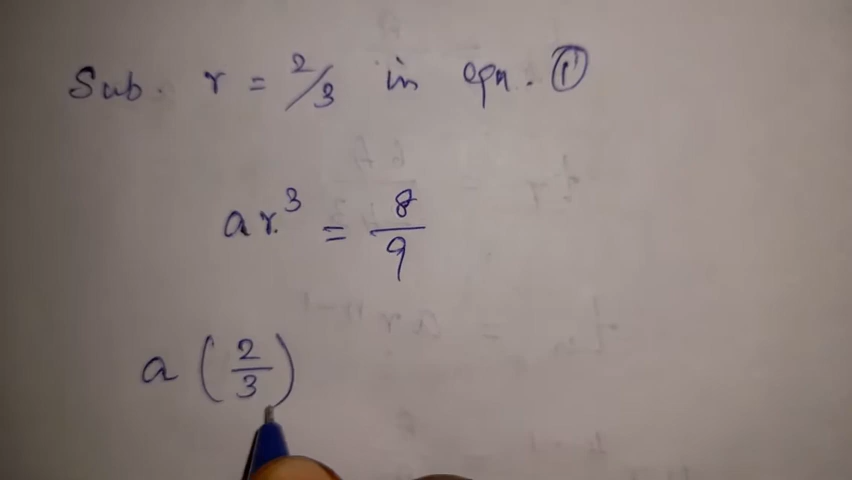 Sub. r = 2/3 in eqn. ①
ar³ = 8/9
a (2/3)